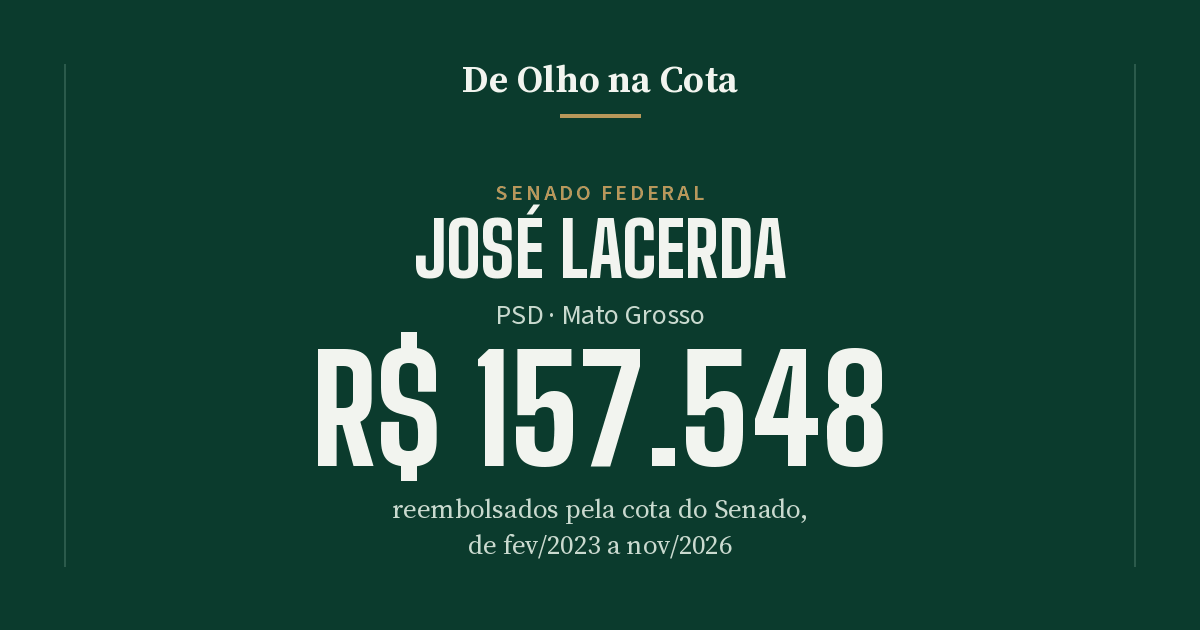 De Olho na Cota
SENADO FEDERAL
JOSÉ LACERDA
PSD · Mato Grosso
R$ 157.548
reembolsados pela cota do Senado,
de fev/2023 a nov/2026